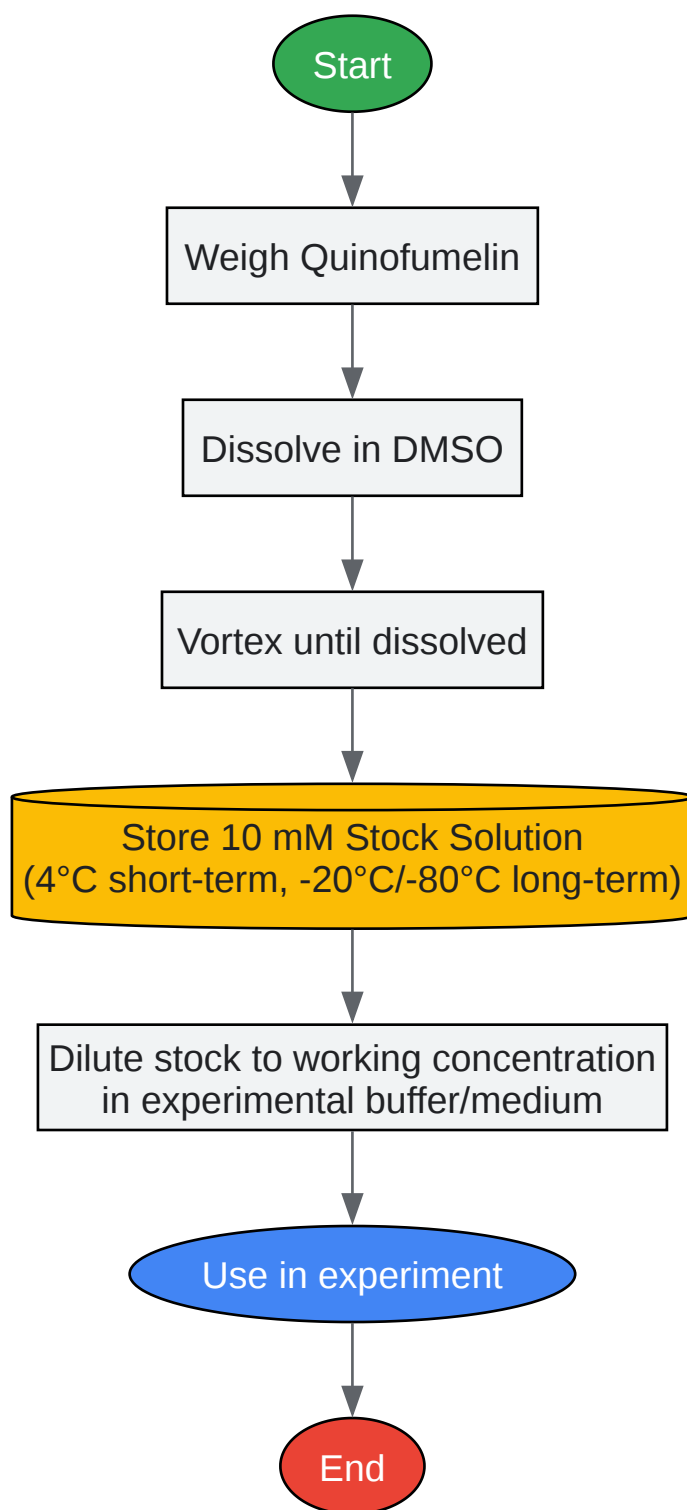 Start
Weigh Quinofumelin
Dissolve in DMSO
Vortex until dissolved
Store 10 mM Stock Solution
(4°C short-term, -20°C/-80°C long-term)
Dilute stock to working concentration
in experimental buffer/medium
Use in experiment
End